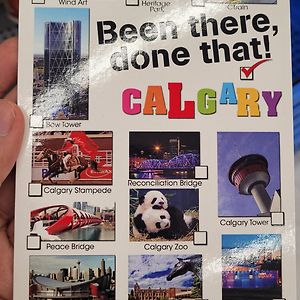 Wind Art
Heritage
Park
Ctrain
Been there,
done that!
CALGARY
Bow Tower
Reconciliation Bridge
Calgary Stampede
Calgary Tower
Peace Bridge
Calgary Zoo